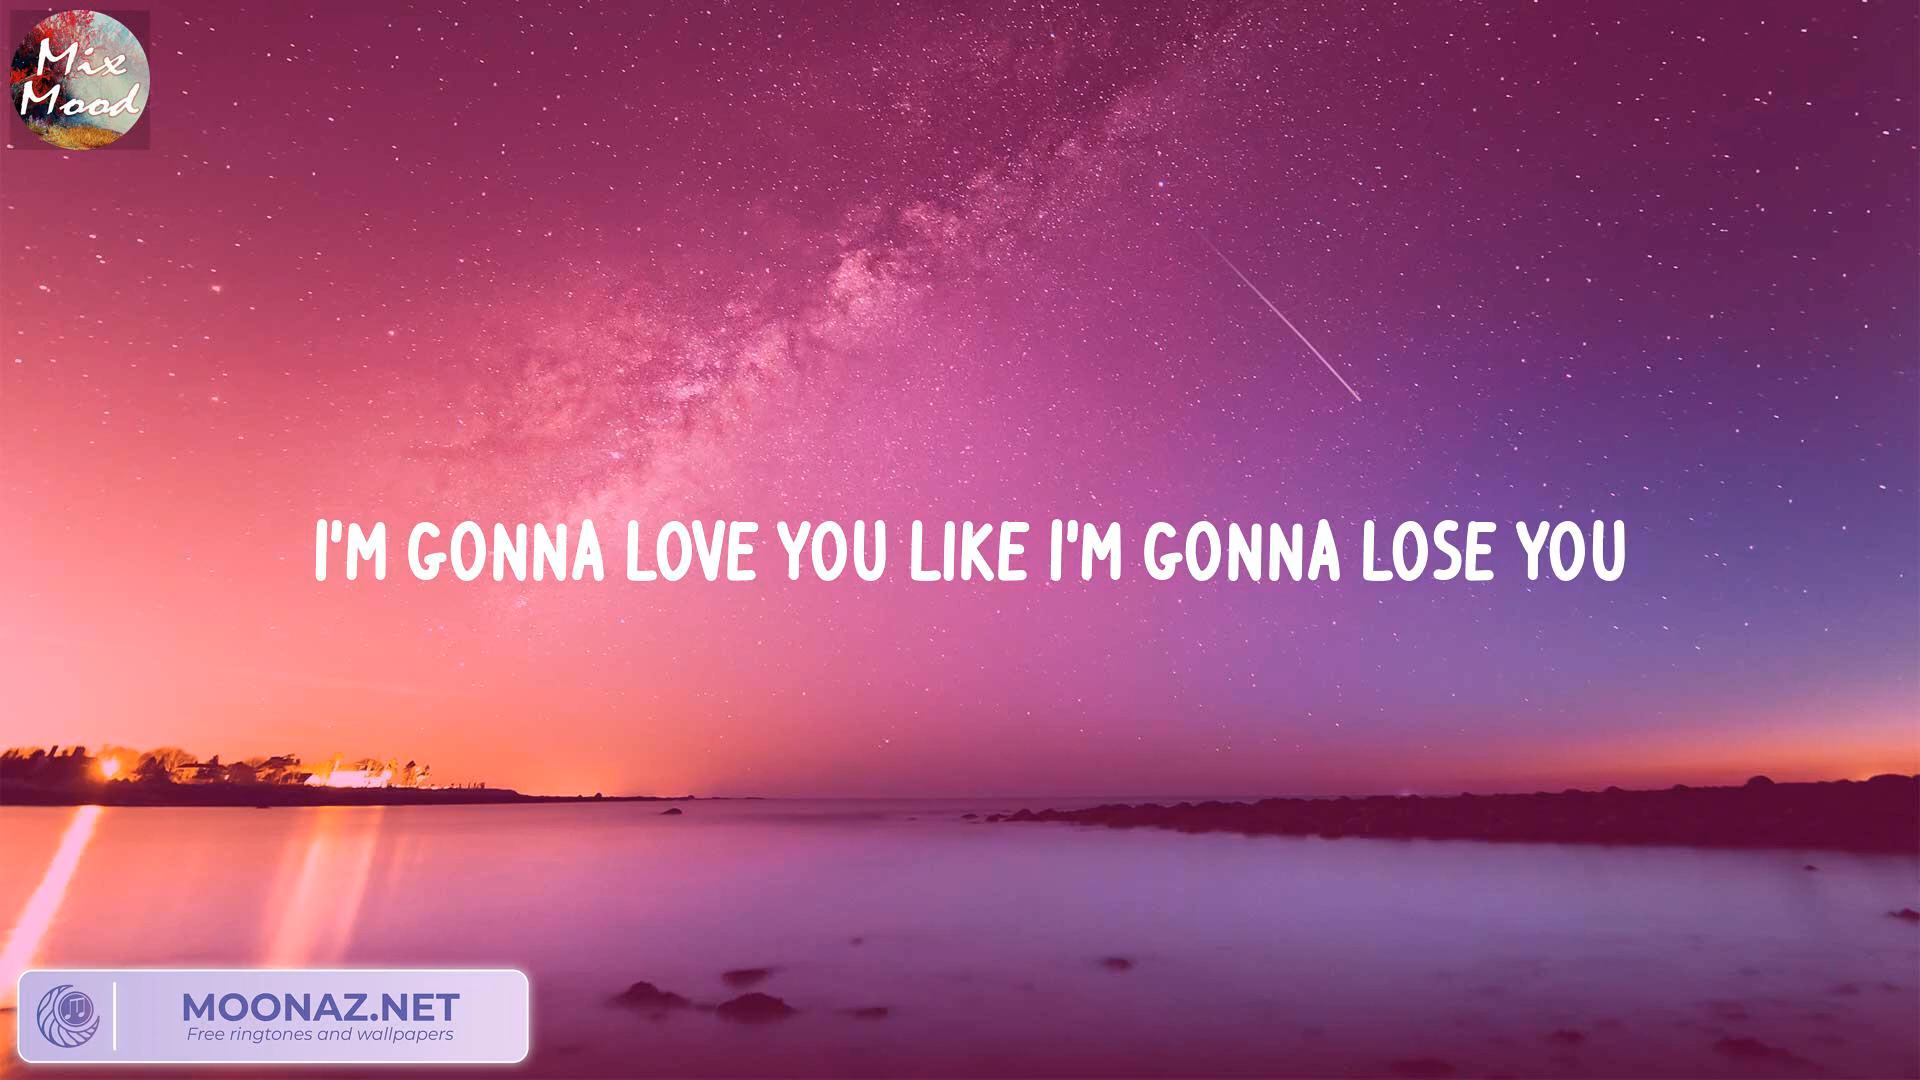 Mix
Mood
I'M GONNA LOVE YOU LIKE I'M GONNA LOSE YOU
MOONAZ.NET
Free ringtones and wallpapers